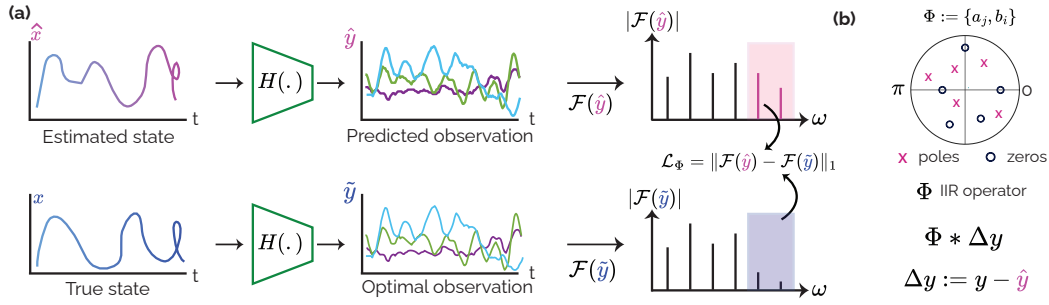 (a)
x̂
t
Estimated state
H(.)
ŷ
t
Predicted observation
ℱ(ŷ)
|ℱ(ŷ)|
ω
ℒ_Φ = ‖ℱ(ŷ) − ℱ(ỹ)‖₁
x
t
True state
H(.)
ỹ
t
Optimal observation
ℱ(ỹ)
|ℱ(ỹ)|
ω
(b)
Φ := {a_j, b_i}
π
0
x poles o zeros
Φ IIR operator
Φ ∗ Δy
Δy := y − ŷ